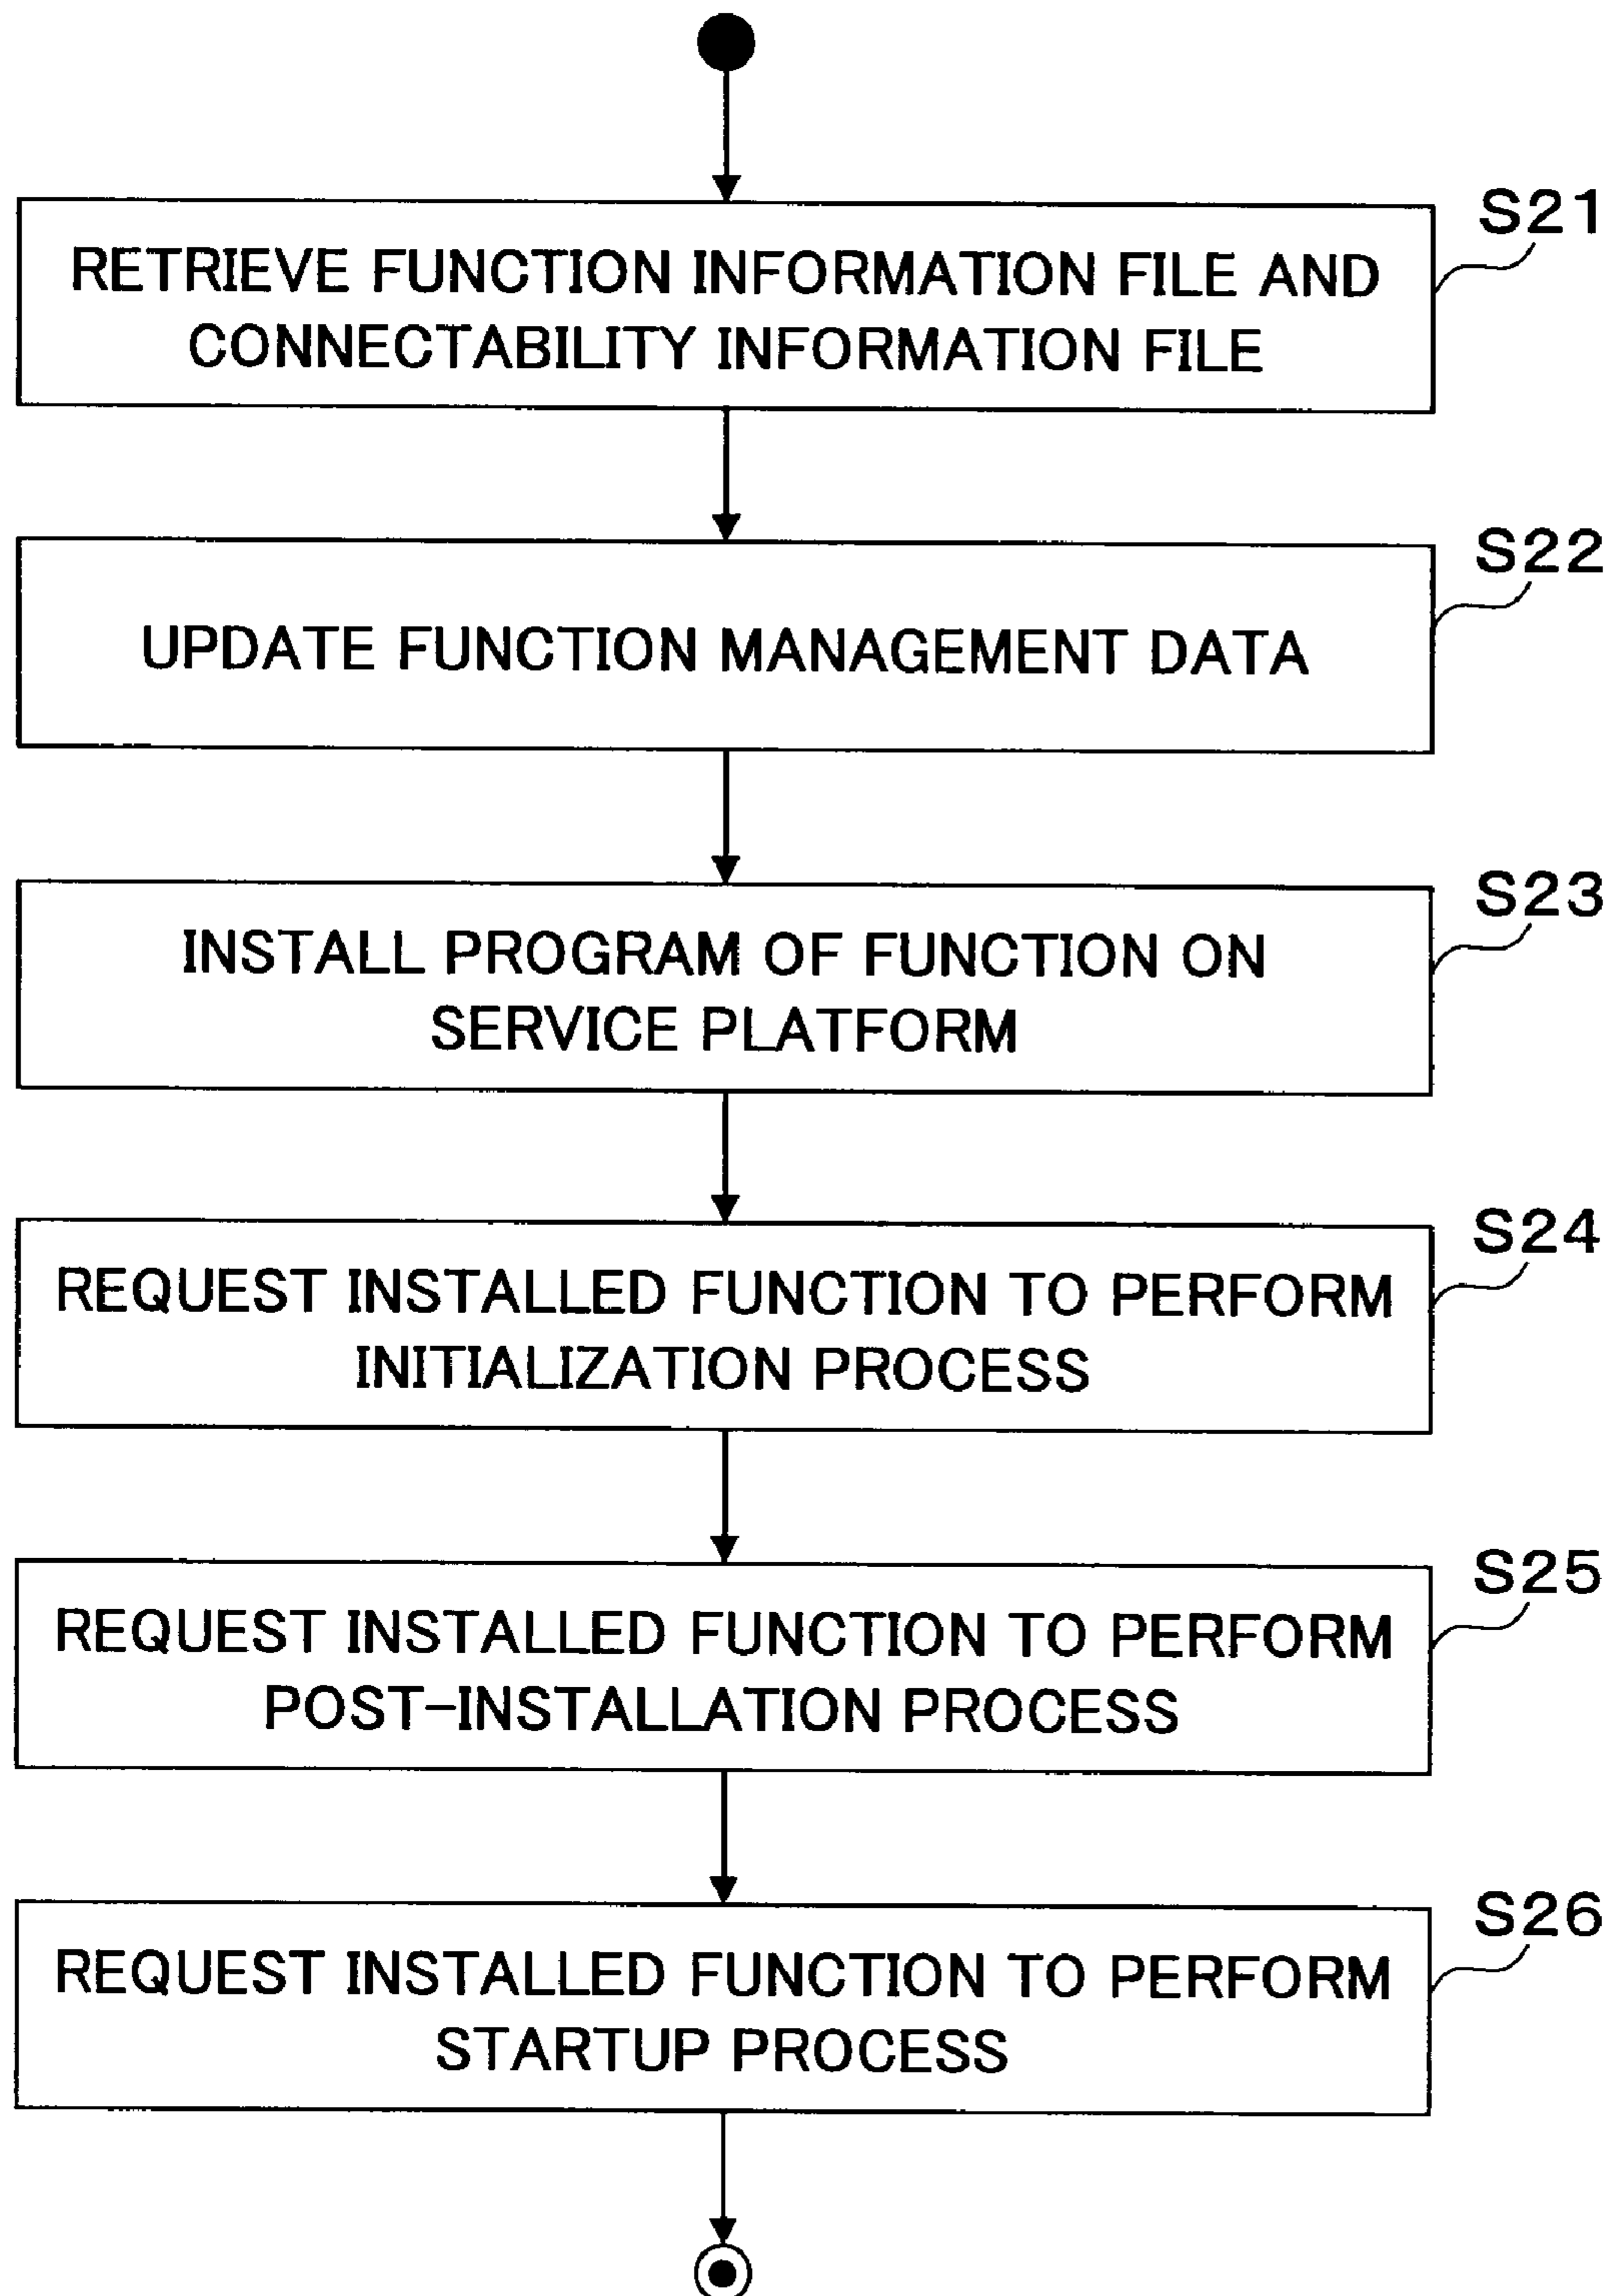 S21
RETRIEVE FUNCTION INFORMATION FILE AND
CONNECTABILITY INFORMATION FILE
S22
UPDATE FUNCTION MANAGEMENT DATA
S23
INSTALL PROGRAM OF FUNCTION ON
SERVICE PLATFORM
S24
REQUEST INSTALLED FUNCTION TO PERFORM
INITIALIZATION PROCESS
S25
REQUEST INSTALLED FUNCTION TO PERFORM
POST-INSTALLATION PROCESS
S26
REQUEST INSTALLED FUNCTION TO PERFORM
STARTUP PROCESS